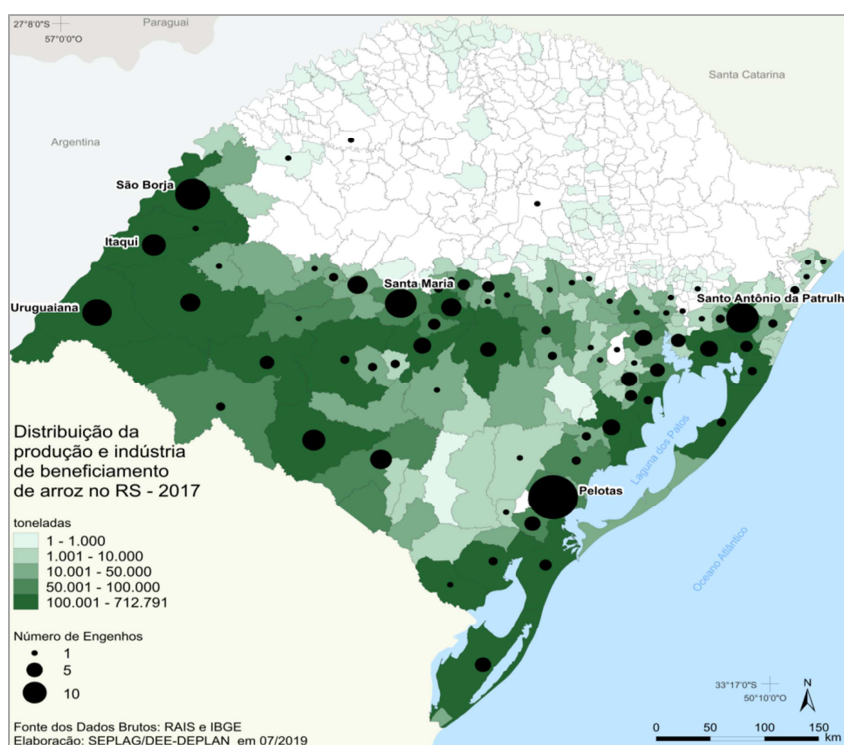 27°8'0"S
57°0'0"O
Paraguai
Santa Catarina
Argentina
São Borja
Itaqui
Santa Maria
Uruguaiana
Santo Antônio da Patrulh
Distribuição da
produção e indústria
de beneficiamento
de arroz no RS - 2017
Laguna dos Patos
Pelotas
toneladas
1 - 1.000
1.001 - 10.000
10.001 - 50.000
50.001 - 100.000
100.001 - 712.791
Oceano Atlântico
Número de Engenhos
1
5
10
33°17'0"S
50°10'0"O
N
Fonte dos Dados Brutos: RAIS e IBGE
Elaboração: SEPLAG/DEE-DEPLAN em 07/2019
0 50 100 150
km